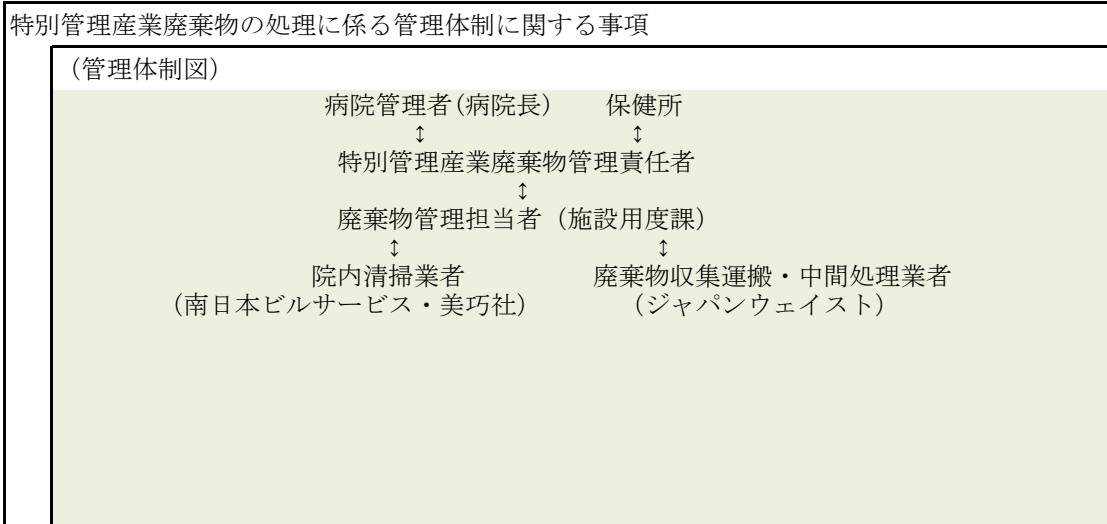 特別管理産業廃棄物の処理に係る管理体制に関する事項
（管理体制図）
病院管理者(病院長)　　保健所
↕　　↕
特別管理産業廃棄物管理責任者
↕
廃棄物管理担当者（施設用度課）
↕　　↕
院内清掃業者　　廃棄物収集運搬・中間処理業者
（南日本ビルサービス・美巧社）　　（ジャパンウェイスト）